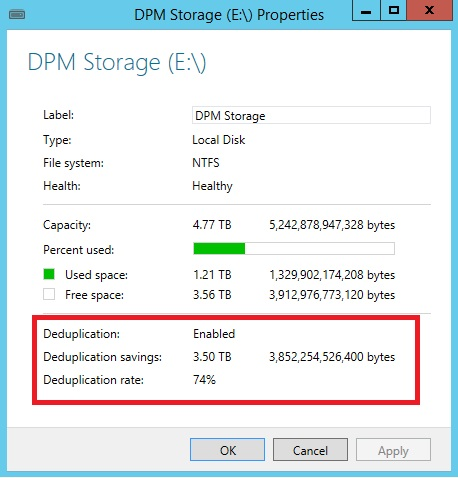 DPM Storage (E:\) Properties
DPM Storage (E:\)
Label: DPM Storage
Type: Local Disk
File system: NTFS
Health: Healthy
Capacity: 4.77 TB 5,242,878,947,328 bytes
Percent used:
Used space: 1.21 TB 1,329,902,174,208 bytes
Free space: 3.56 TB 3,912,976,773,120 bytes
Deduplication: Enabled
Deduplication savings: 3.50 TB 3,852,254,526,400 bytes
Deduplication rate: 74%
OK Cancel Apply